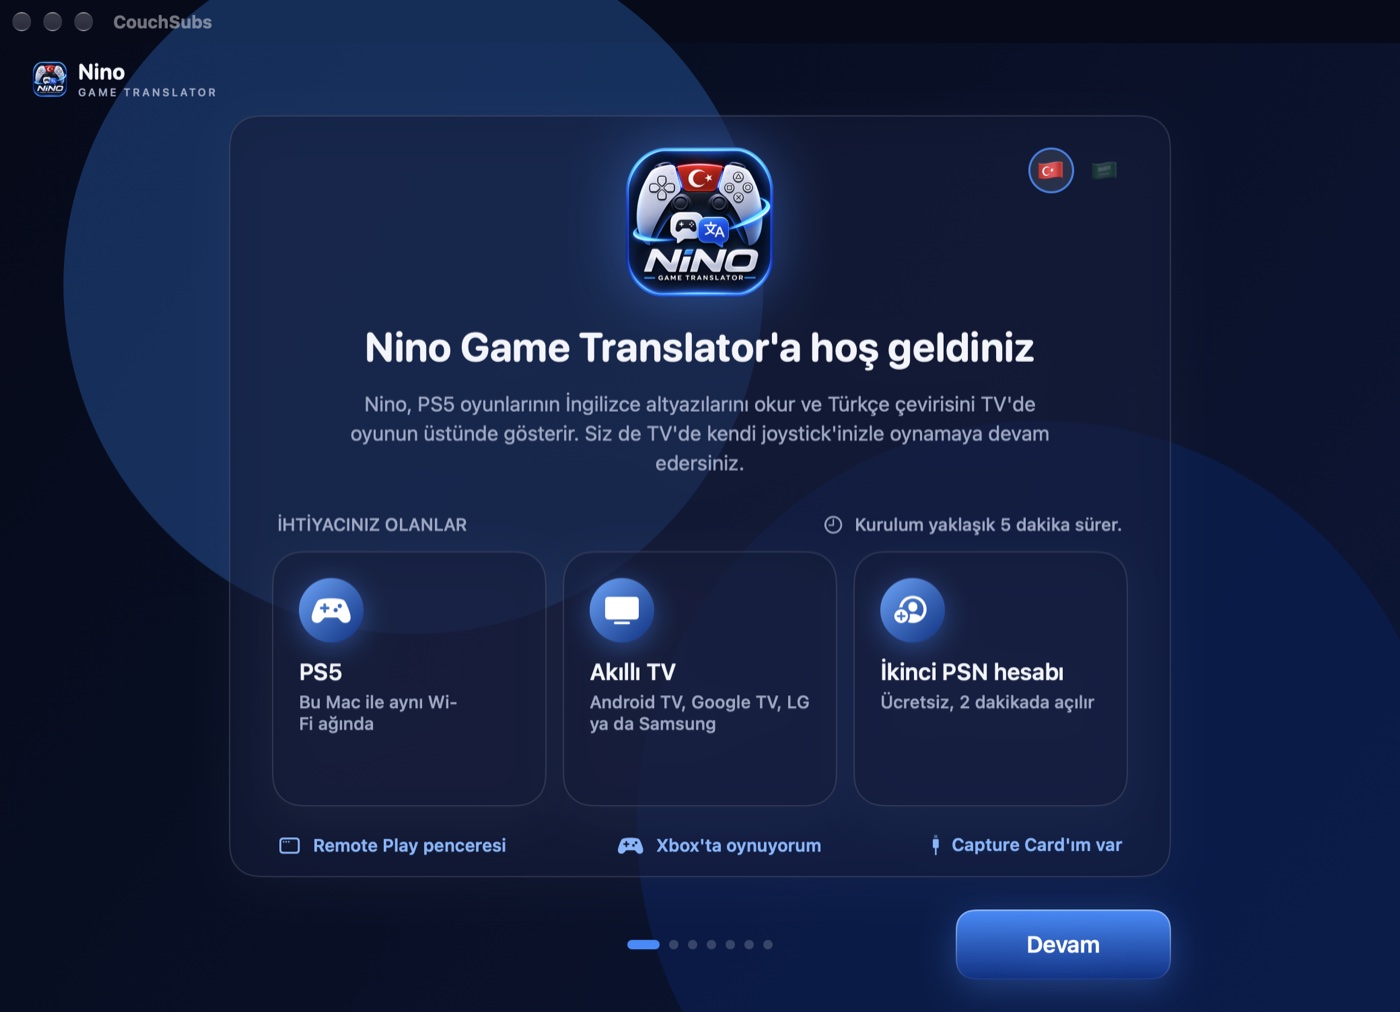 CouchSubs
Nino
GAME TRANSLATOR
NiNO
GAME TRANSLATOR
Nino Game Translator'a hoş geldiniz
Nino, PS5 oyunlarının İngilizce altyazılarını okur ve Türkçe çevirisini TV'de
oyunun üstünde gösterir. Siz de TV'de kendi joystick'inizle oynamaya devam
edersiniz.
İHTİYACINIZ OLANLAR
Kurulum yaklaşık 5 dakika sürer.
PS5
Bu Mac ile aynı Wi-
Fi ağında
Akıllı TV
Android TV, Google TV, LG
ya da Samsung
İkinci PSN hesabı
Ücretsiz, 2 dakikada açılır
Remote Play penceresi
Xbox'ta oynuyorum
Capture Card'ım var
Devam